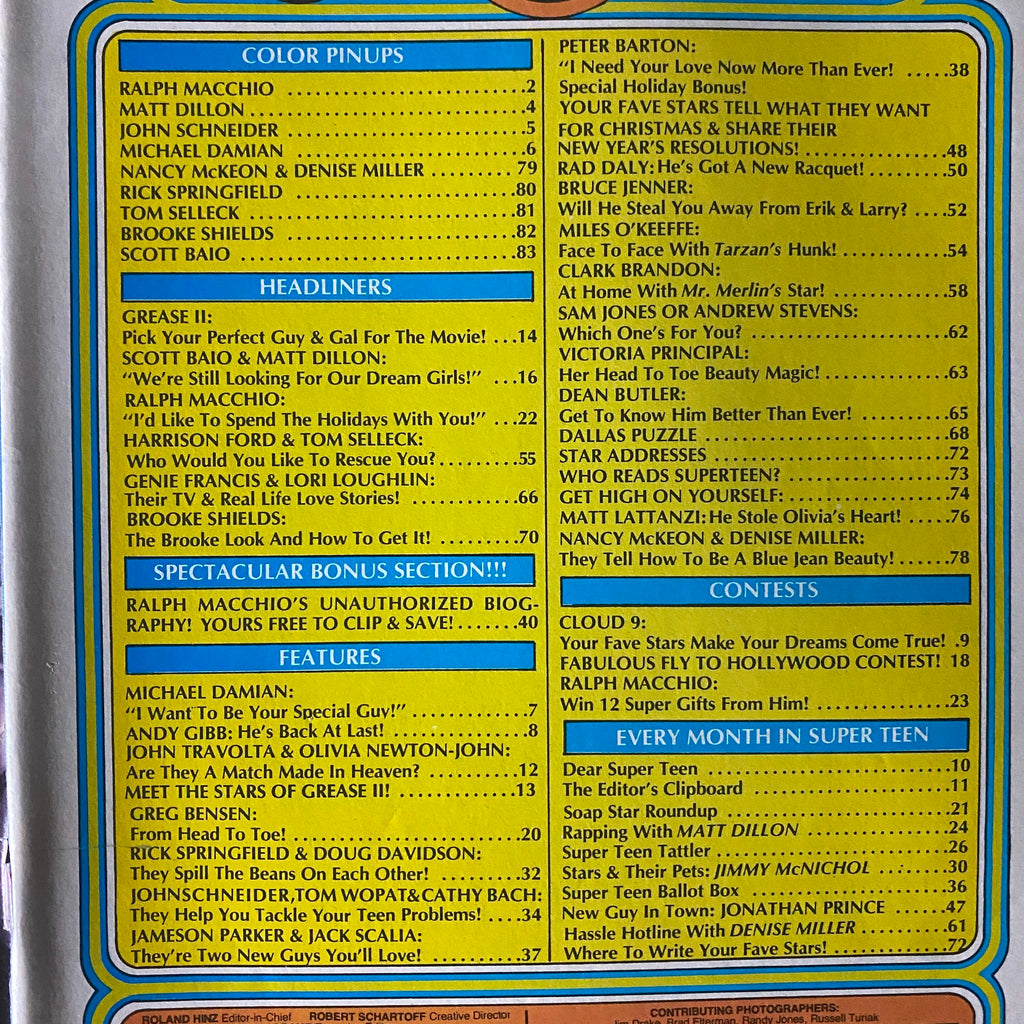 COLOR PINUPS
RALPH MACCHIO ..................................2
MATT DILLON ......................................4
JOHN SCHNEIDER .................................5
MICHAEL DAMIAN ................................6
NANCY McKEON & DENISE MILLER .......... 79
RICK SPRINGFIELD ..............................80
TOM SELLECK ....................................81
BROOKE SHIELDS ................................82
SCOTT BAIO ......................................83
HEADLINERS
GREASE II:
Pick Your Perfect Guy & Gal For The Movie! ...14
SCOTT BAIO & MATT DILLON:
"We're Still Looking For Our Dream Girls!" ...16
RALPH MACCHIO:
"I'd Like To Spend The Holidays With You!" ...22
HARRISON FORD & TOM SELLECK:
Who Would You Like To Rescue You?..........55
GENIE FRANCIS & LORI LOUGHLIN:
Their TV & Real Life Love Stories! ............66
BROOKE SHIELDS:
The Brooke Look And How To Get It! .........70
SPECTACULAR BONUS SECTION!!!
RALPH MACCHIO'S UNAUTHORIZED BIOG-
RAPHY! YOURS FREE TO CLIP & SAVE!.......40
FEATURES
MICHAEL DAMIAN:
"I Want To Be Your Special Guy!" .............7
ANDY GIBB: He's Back At Last! ................8
JOHN TRAVOLTA & OLIVIA NEWTON-JOHN:
Are They A Match Made In Heaven? ..........12
MEET THE STARS OF GREASE II! ..............13
GREG BENSEN:
From Head To Toe! ............................20
RICK SPRINGFIELD & DOUG DAVIDSON:
They Spill The Beans On Each Other! .........32
JOHN SCHNEIDER, TOM WOPAT & CATHY BACH:
They Help You Tackle Your Teen Problems! ....34
JAMESON PARKER & JACK SCALIA:
They're Two New Guys You'll Love! ..........37
PETER BARTON:
"I Need Your Love Now More Than Ever! .....38
Special Holiday Bonus!
YOUR FAVE STARS TELL WHAT THEY WANT
FOR CHRISTMAS & SHARE THEIR
NEW YEAR'S RESOLUTIONS! .................48
RAD DALY: He's Got A New Racquet! .........50
BRUCE JENNER:
Will He Steal You Away From Erik & Larry? ....52
MILES O'KEEFFE:
Face To Face With Tarzan's Hunk! ............54
CLARK BRANDON:
At Home With Mr. Merlin's Star! ..............58
SAM JONES OR ANDREW STEVENS:
Which One's For You? ........................62
VICTORIA PRINCIPAL:
Her Head To Toe Beauty Magic! ..............63
DEAN BUTLER:
Get To Know Him Better Than Ever! ..........65
DALLAS PUZZLE .................................68
STAR ADDRESSES ...............................72
WHO READS SUPERTEEN? .....................73
GET HIGH ON YOURSELF: .....................74
MATT LATTANZI: He Stole Olivia's Heart! .....76
NANCY McKEON & DENISE MILLER:
They Tell How To Be A Blue Jean Beauty!......78
CONTESTS
CLOUD 9:
Your Fave Stars Make Your Dreams Come True! .9
FABULOUS FLY TO HOLLYWOOD CONTEST! 18
RALPH MACCHIO:
Win 12 Super Gifts From Him! ................23
EVERY MONTH IN SUPER TEEN
Dear Super Teen ...............................10
The Editor's Clipboard .........................11
Soap Star Roundup .............................21
Rapping With MATT DILLON ..................24
Super Teen Tattler ..............................26
Stars & Their Pets: JIMMY McNICHOL .........30
Super Teen Ballot Box .........................36
New Guy In Town: JONATHAN PRINCE ......47
Hassle Hotline With DENISE MILLER ...........61
Where To Write Your Fave Stars! ..............72
ROLAND HINZ Editor-in-Chief ROBERT SCHARTOFF Creative Director
CONTRIBUTING PHOTOGRAPHERS:
Jim Drake, Brad Elterman, Randy Jones, Russell Turiak